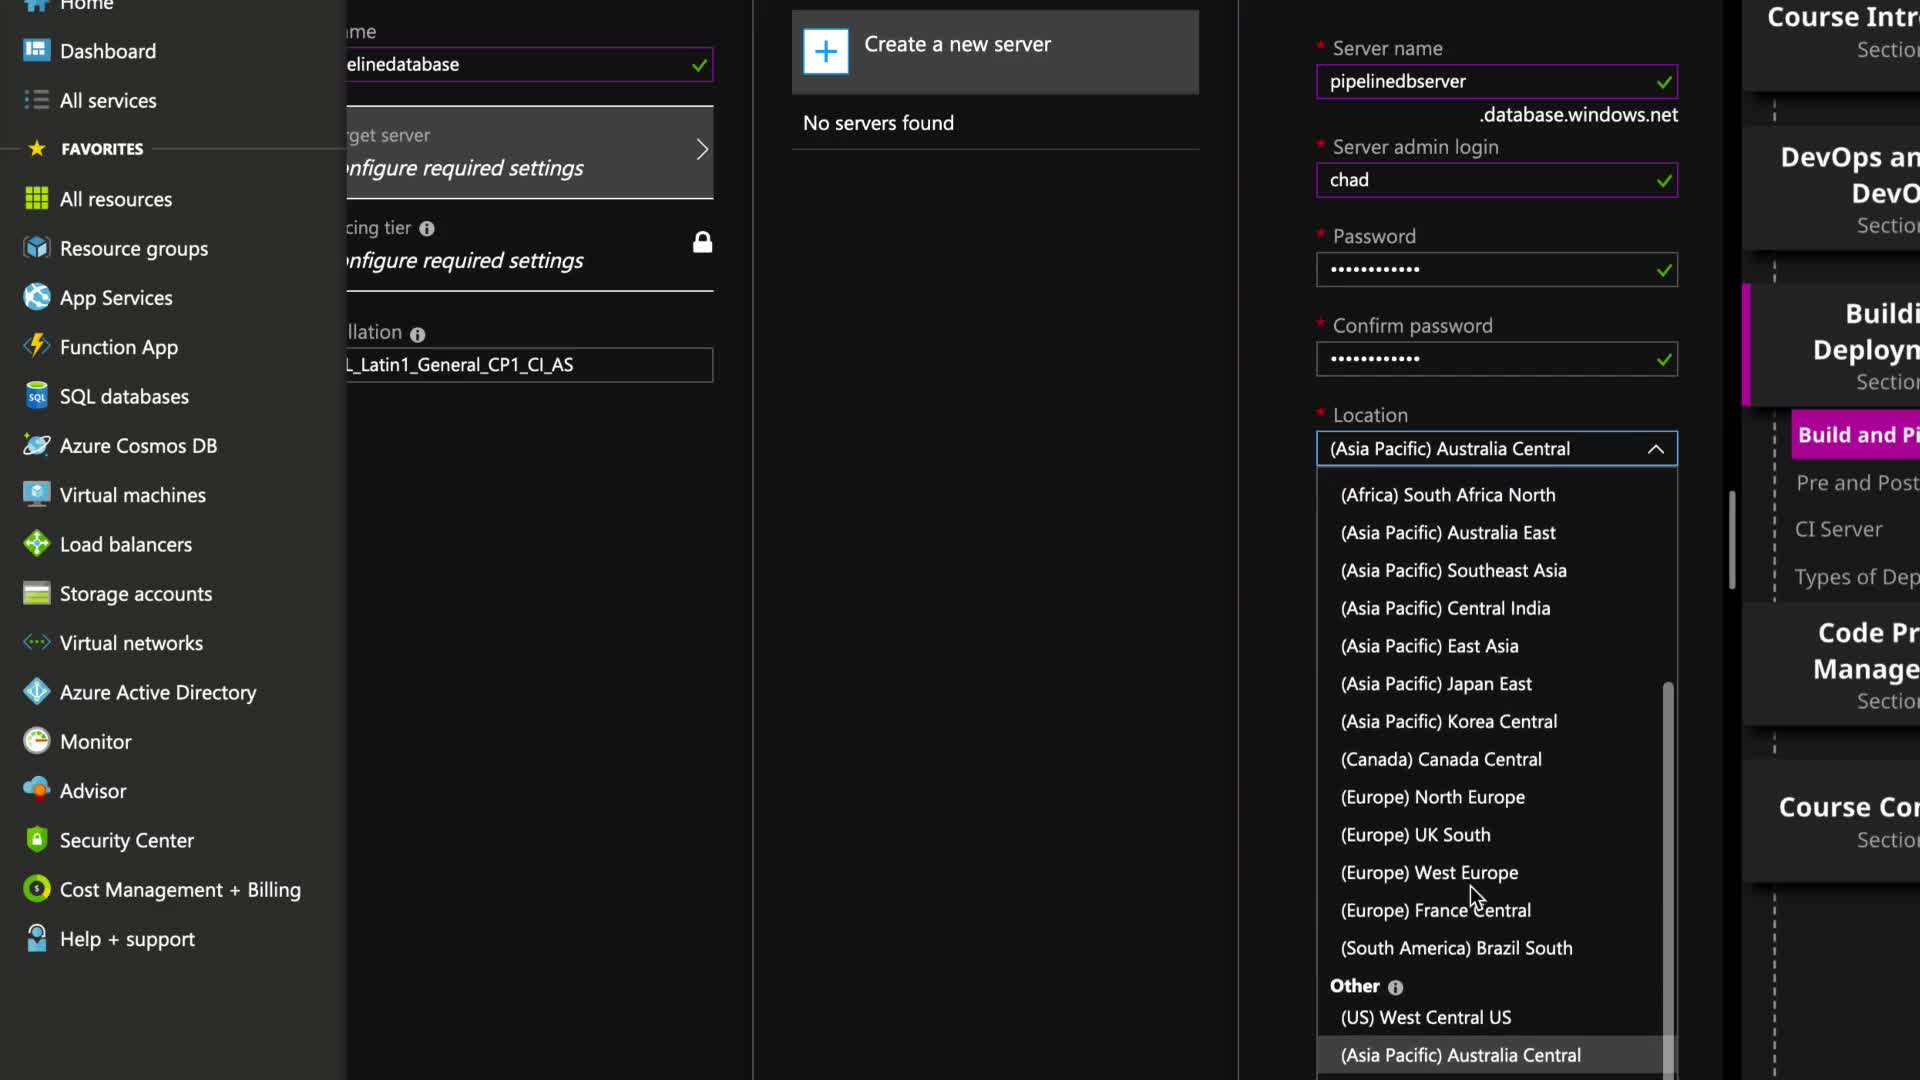 Home
Dashboard
All services
FAVORITES
All resources
Resource groups
App Services
Function App
SQL databases
Azure Cosmos DB
Virtual machines
Load balancers
Storage accounts
Virtual networks
Azure Active Directory
Monitor
Advisor
Security Center
Cost Management + Billing
Help + support
me
elinedatabase
rget server
nfigure required settings
cing tier
nfigure required settings
llation
L_Latin1_General_CP1_CI_AS
Create a new server
No servers found
* Server name
pipelinedbserver
.database.windows.net
* Server admin login
chad
* Password
••••••••••••
* Confirm password
••••••••••••
* Location
(Asia Pacific) Australia Central
(Africa) South Africa North
(Asia Pacific) Australia East
(Asia Pacific) Southeast Asia
(Asia Pacific) Central India
(Asia Pacific) East Asia
(Asia Pacific) Japan East
(Asia Pacific) Korea Central
(Canada) Canada Central
(Europe) North Europe
(Europe) UK South
(Europe) West Europe
(Europe) France Central
(South America) Brazil South
Other
(US) West Central US
(Asia Pacific) Australia Central
Course Intr
Section
DevOps an
DevO
Section
Buildi
Deploym
Section
Build and Pi
Pre and Post
CI Server
Types of Dep
Code Pr
Manage
Section
Course Con
Section